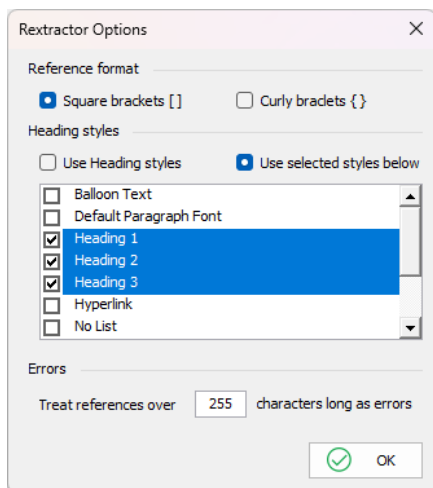 Rextractor Options
Reference format
Square brackets [ ] Curly braclets { }
Heading styles
Use Heading styles Use selected styles below
Balloon Text
Default Paragraph Font
Heading 1
Heading 2
Heading 3
Hyperlink
No List
Errors
Treat references over 255 characters long as errors
OK